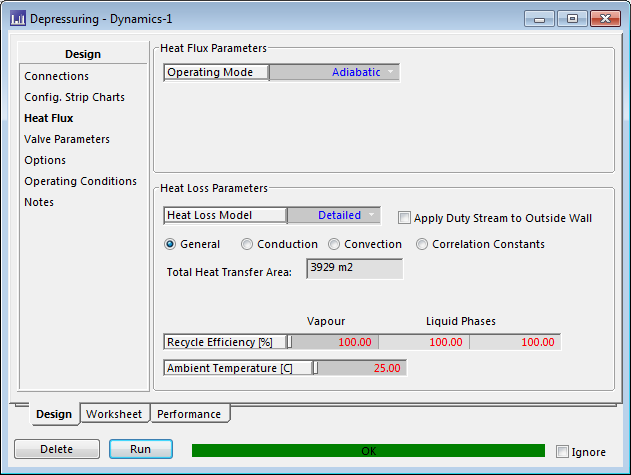 Depressuring - Dynamics-1
Design
Connections
Config. Strip Charts
Heat Flux
Valve Parameters
Options
Operating Conditions
Notes
Heat Flux Parameters
Operating Mode Adiabatic
Heat Loss Parameters
Heat Loss Model Detailed Apply Duty Stream to Outside Wall
General Conduction Convection Correlation Constants
Total Heat Transfer Area: 3929 m2
Vapour Liquid Phases
Recycle Efficiency [%] 100.00 100.00 100.00
Ambient Temperature [C] 25.00
Design Worksheet Performance
Delete Run OK Ignore